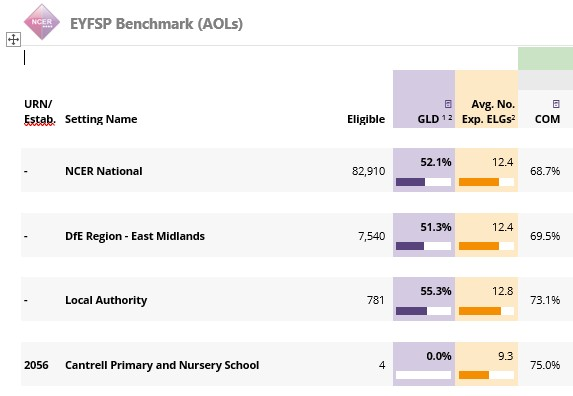 NCER
EYFSP Benchmark (AOLs)
URN/
Estab. Setting Name Eligible GLD ¹ ² Avg. No. Exp. ELGs² COM
- NCER National 82,910 52.1% 12.4 68.7%
- DfE Region - East Midlands 7,540 51.3% 12.4 69.5%
- Local Authority 781 55.3% 12.8 73.1%
2056 Cantrell Primary and Nursery School 4 0.0% 9.3 75.0%